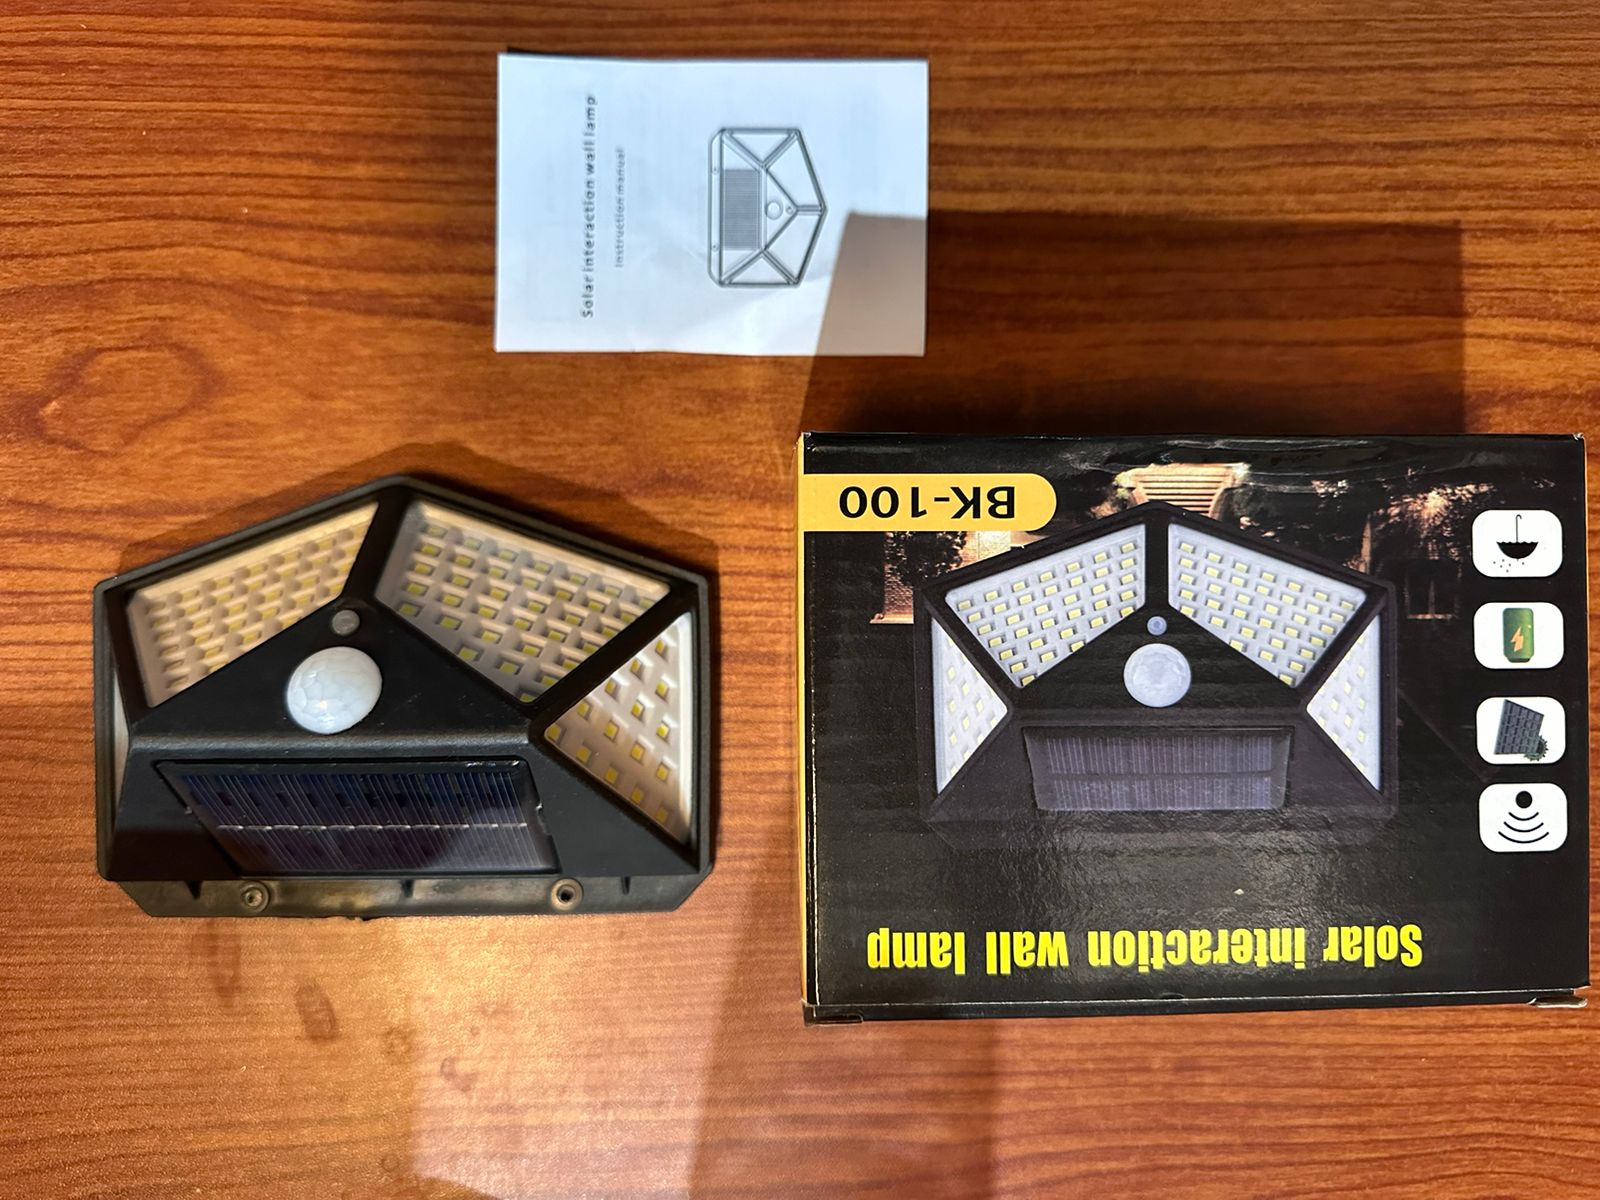 Solar interaction wall lamp
Instruction manual
BK-100
Solar interaction wall lamp